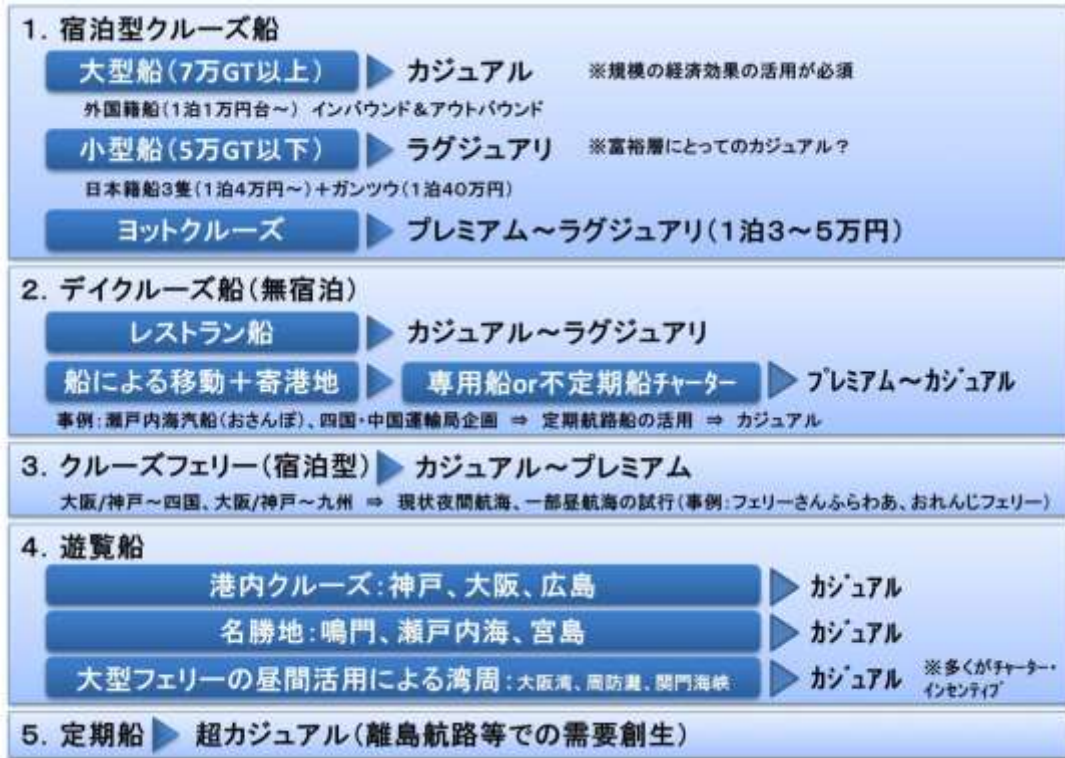 1．宿泊型クルーズ船
大型船（7万GT以上） カジュアル ※規模の経済効果の活用が必須
外国籍船（1泊1万円台～） インバウンド＆アウトバウンド
小型船（5万GT以下） ラグジュアリ ※富裕層にとってのカジュアル？
日本籍船3隻（1泊4万円～）＋ガンツウ（1泊40万円）
ヨットクルーズ プレミアム～ラグジュアリ（1泊3～5万円）
2．デイクルーズ船（無宿泊）
レストラン船 カジュアル～ラグジュアリ
船による移動＋寄港地 専用船or不定期船ﾁｬｰﾀｰ ﾌﾟﾚﾐｱﾑ～ｶｼﾞｭｱﾙ
事例：瀬戸内海汽船（おさんぽ）、四国・中国運輸局企画 ⇒ 定期航路船の活用 ⇒ カジュアル
3．クルーズフェリー（宿泊型） カジュアル～プレミアム
大阪/神戸～四国、大阪/神戸～九州 ⇒ 現状夜間航海、一部昼航海の試行（事例：フェリーさんふらわあ、おれんじフェリー）
4．遊覧船
港内クルーズ：神戸、大阪、広島 ｶｼﾞｭｱﾙ
名勝地：鳴門、瀬戸内海、宮島 ｶｼﾞｭｱﾙ
大型フェリーの昼間活用による湾周：大阪湾、周防灘、関門海峡 ｶｼﾞｭｱﾙ ※多くがﾁｬｰﾀｰ・
ｲﾝｾﾝﾃｨﾌﾞ
5．定期船 超カジュアル（離島航路等での需要創生）